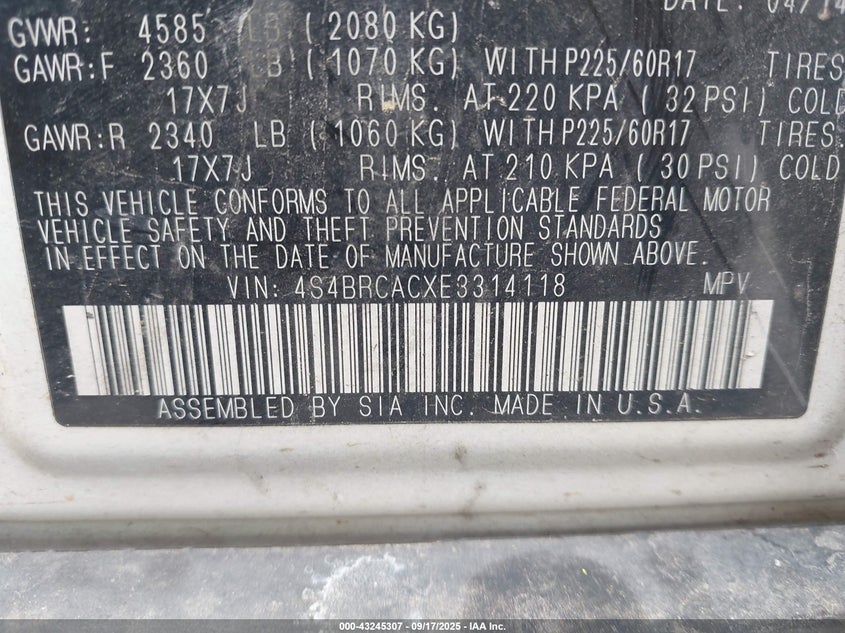 DATE: 04/14
GVWR: 4585 LB ( 2080 KG)
GAWR:F 2360 LB ( 1070 KG) WITH P225/60R17 TIRES
17X7J RIMS. AT 220 KPA ( 32 PSI) COLD
GAWR:R 2340 LB ( 1060 KG) WITH P225/60R17 TIRES.
17X7J RIMS. AT 210 KPA ( 30 PSI) COLD
THIS VEHICLE CONFORMS TO ALL APPLICABLE FEDERAL MOTOR
VEHICLE SAFETY AND THEFT PREVENTION STANDARDS
IN EFFECT ON THE DATE OF MANUFACTURE SHOWN ABOVE.
VIN: 4S4BRCACXE3314118 MPV
ASSEMBLED BY SIA INC. MADE IN U.S.A.
000-43245307 - 09/17/2025 - IAA Inc.